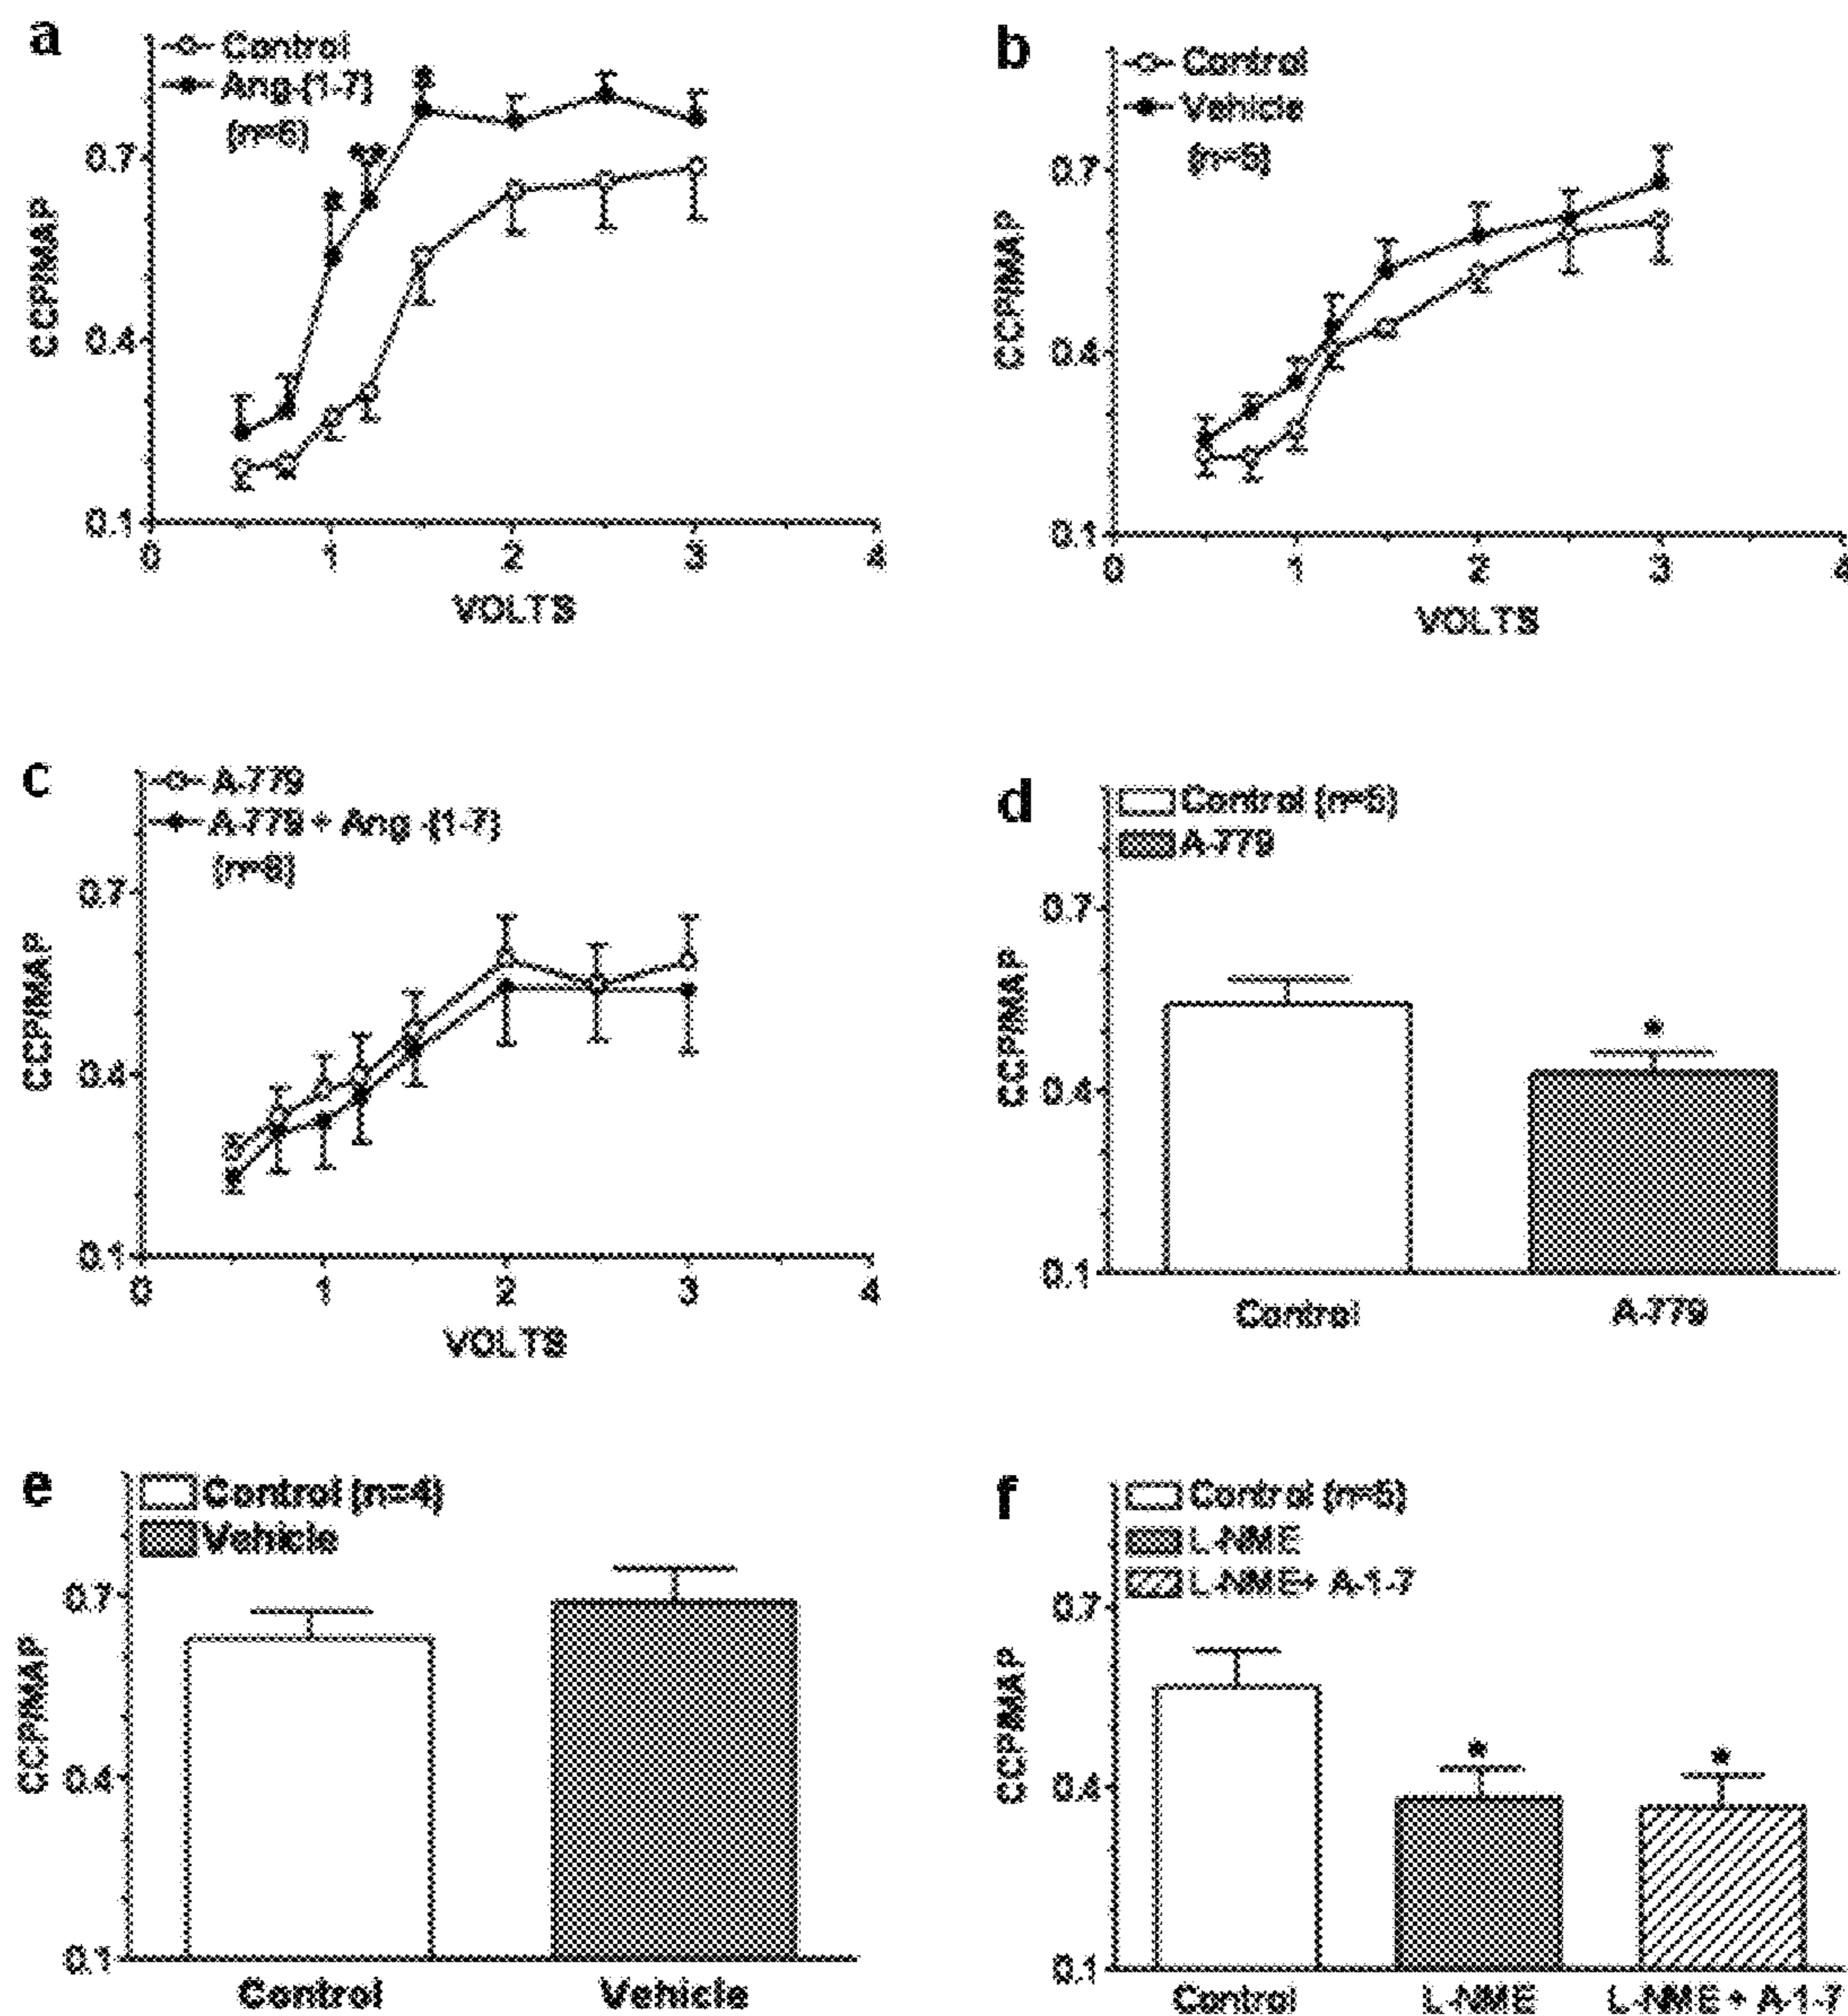 a
Control
Ang-(1-7)
(n=6)
0.7
0.4
0.1
CCP/MAP
0 1 2 3 4
VOLTS
b
Control
Vehicle
(n=5)
0.7
0.4
0.1
CCP/MAP
0 1 2 3 4
VOLTS
c
A-779
A-779 + Ang -(1-7)
0.7
0.4
0.1
CCP/MAP
0 1 2 3 4
VOLTS
d
Control (n=5)
A-779
0.7
0.4
0.1
CCP/MAP
*
Control A-779
e
Control (n=4)
Vehicle
0.7
0.4
0.1
CCP/MAP
Control Vehicle
f
Control (n=5)
L-NME
L-NME+ A-1-7
0.7
0.4
0.1
CCP/MAP
* *
Control L-NME L-NME + A-1-7